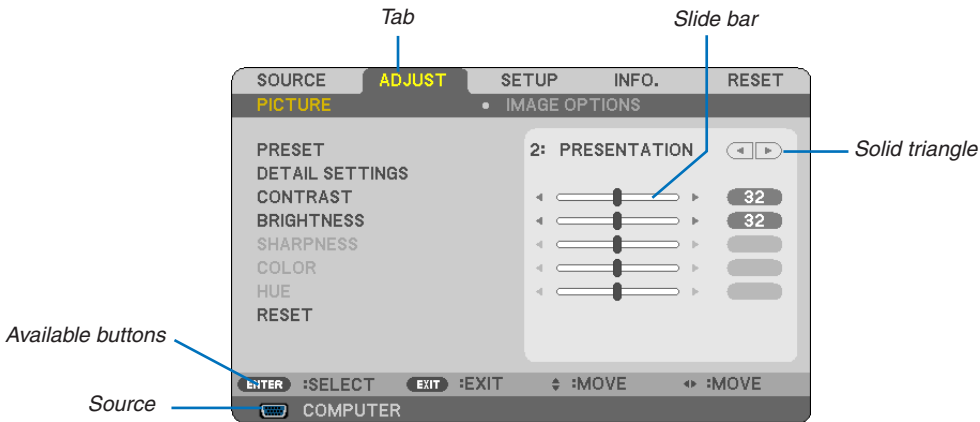 Tab
Slide bar
SOURCE ADJUST SETUP INFO. RESET
PICTURE • IMAGE OPTIONS
PRESET 2: PRESENTATION
Solid triangle
DETAIL SETTINGS
CONTRAST 32
BRIGHTNESS 32
SHARPNESS
COLOR
HUE
RESET
Available buttons
ENTER :SELECT EXIT :EXIT :MOVE :MOVE
Source
COMPUTER